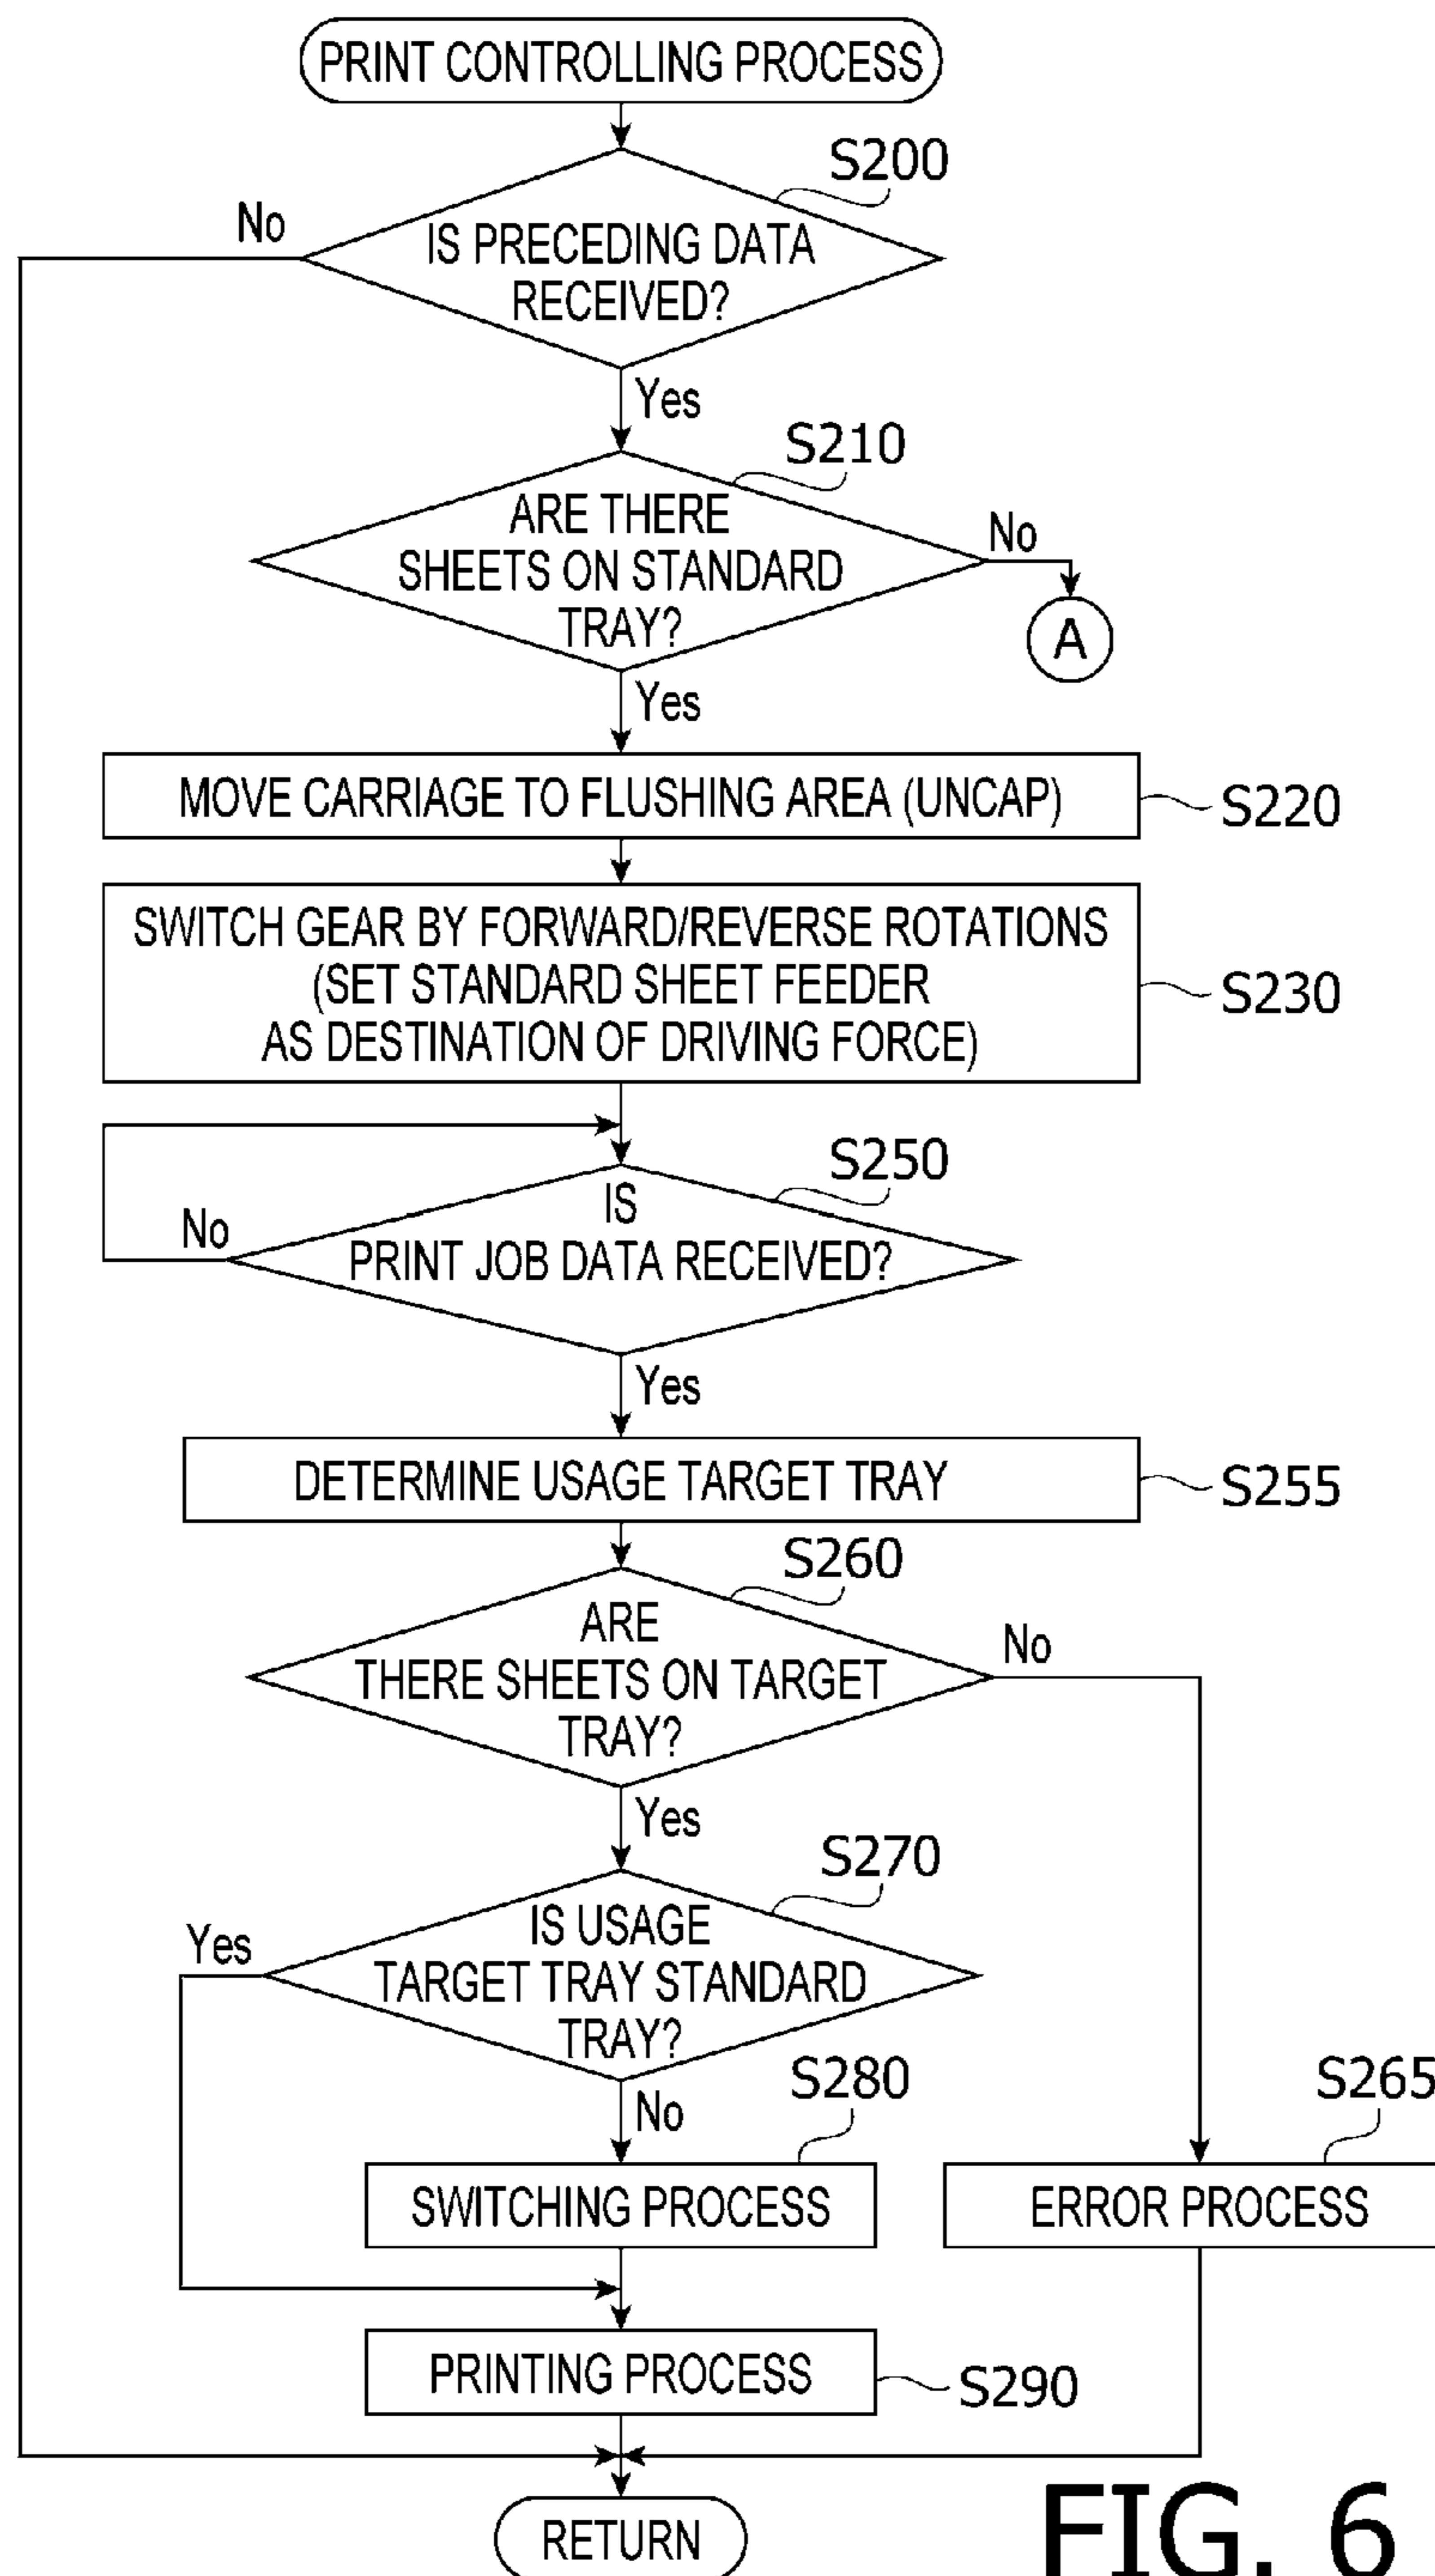 PRINT CONTROLLING PROCESS
S200
No
IS PRECEDING DATA
RECEIVED?
Yes
S210
ARE THERE
SHEETS ON STANDARD
TRAY?
No
A
Yes
MOVE CARRIAGE TO FLUSHING AREA (UNCAP)
S220
SWITCH GEAR BY FORWARD/REVERSE ROTATIONS
(SET STANDARD SHEET FEEDER
AS DESTINATION OF DRIVING FORCE)
S230
S250
IS
PRINT JOB DATA RECEIVED?
No
Yes
DETERMINE USAGE TARGET TRAY
S255
S260
ARE
THERE SHEETS ON TARGET
TRAY?
No
Yes
S270
IS USAGE
TARGET TRAY STANDARD
TRAY?
Yes
No
S280
SWITCHING PROCESS
S265
ERROR PROCESS
PRINTING PROCESS
S290
RETURN
FIG. 6